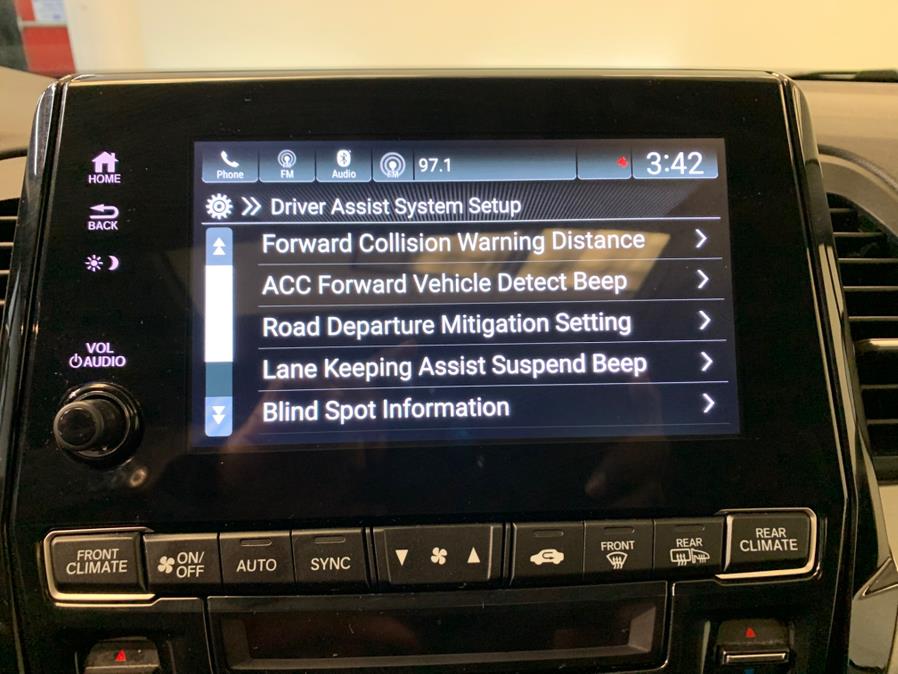 Phone
FM
Audio
97.1
3:42
HOME
Driver Assist System Setup
BACK
Forward Collision Warning Distance
ACC Forward Vehicle Detect Beep
Road Departure Mitigation Setting
Lane Keeping Assist Suspend Beep
Blind Spot Information
VOL
AUDIO
FRONT
CLIMATE
ON/
OFF
AUTO
SYNC
FRONT
REAR
REAR
CLIMATE